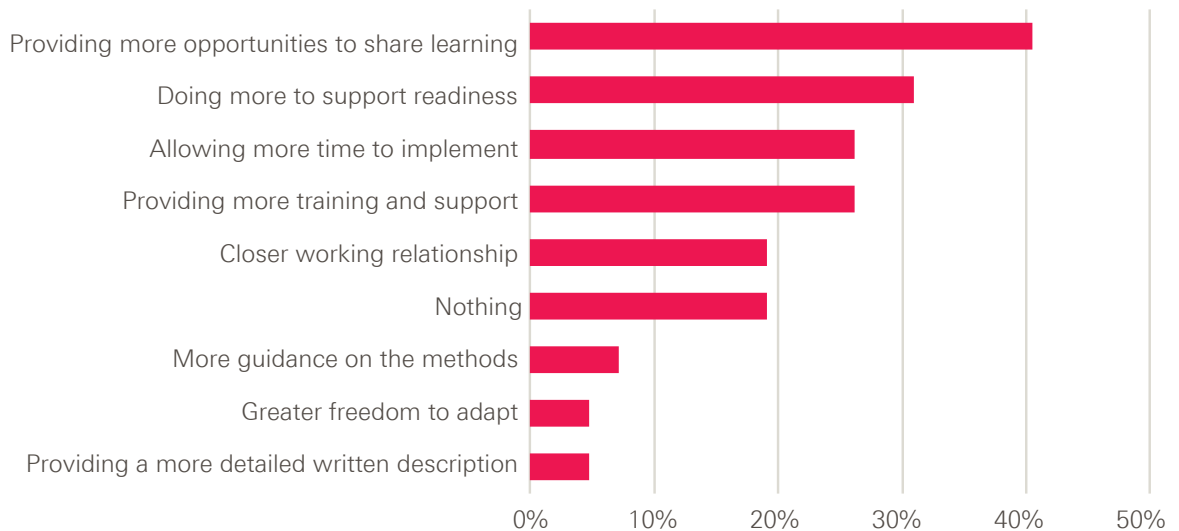 Providing more opportunities to share learning
Doing more to support readiness
Allowing more time to implement
Providing more training and support
Closer working relationship
Nothing
More guidance on the methods
Greater freedom to adapt
Providing a more detailed written description
0% 10% 20% 30% 40% 50%